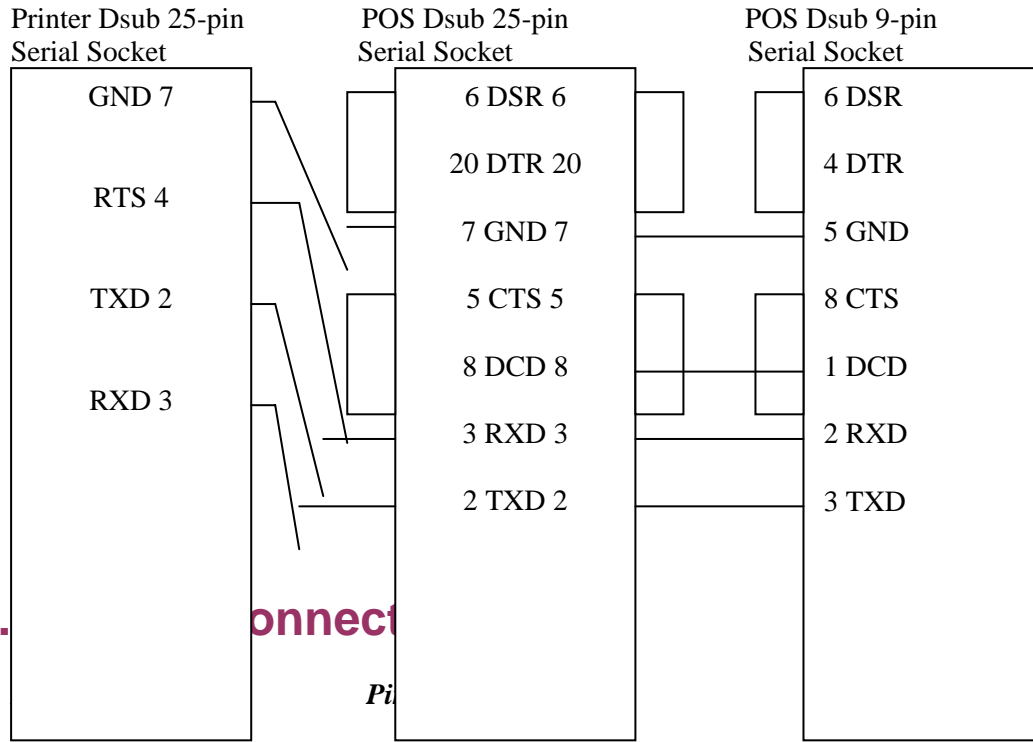 Printer Dsub 25-pin POS Dsub 25-pin POS Dsub 9-pin
Serial Socket Serial Socket Serial Socket
GND 7 6 DSR 6 6 DSR
20 DTR 20 4 DTR
RTS 4
7 GND 7 5 GND
TXD 2 5 CTS 5 8 CTS
8 DCD 8 1 DCD
RXD 3
3 RXD 3 2 RXD
2 TXD 2 3 TXD